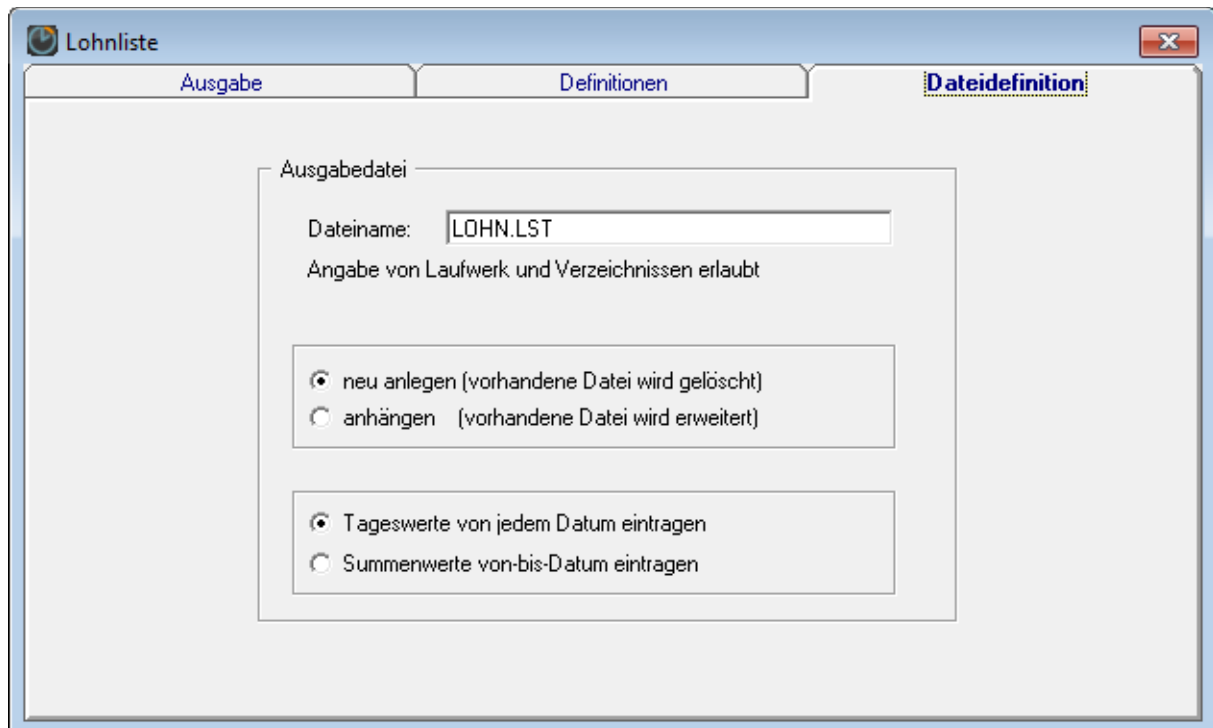 Lohnliste
Ausgabe Definitionen Dateidefinition
Ausgabedatei
Dateiname: LOHN.LST
Angabe von Laufwerk und Verzeichnissen erlaubt
neu anlegen (vorhandene Datei wird gelöscht)
anhängen (vorhandene Datei wird erweitert)
Tageswerte von jedem Datum eintragen
Summenwerte von-bis-Datum eintragen